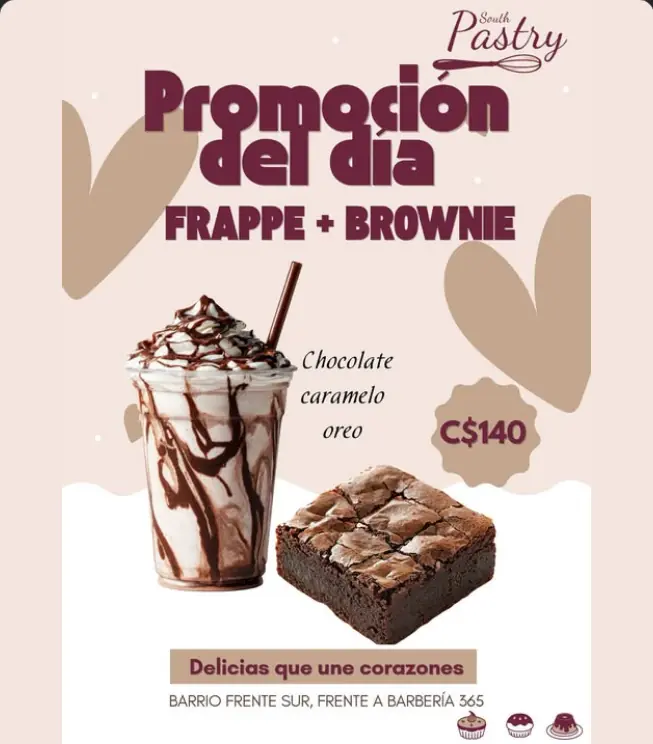 South
Pastry
Promoción
del día
FRAPPE + BROWNIE
Chocolate
caramelo
oreo
C$140
Delicias que une corazones
BARRIO FRENTE SUR, FRENTE A BARBERÍA 365